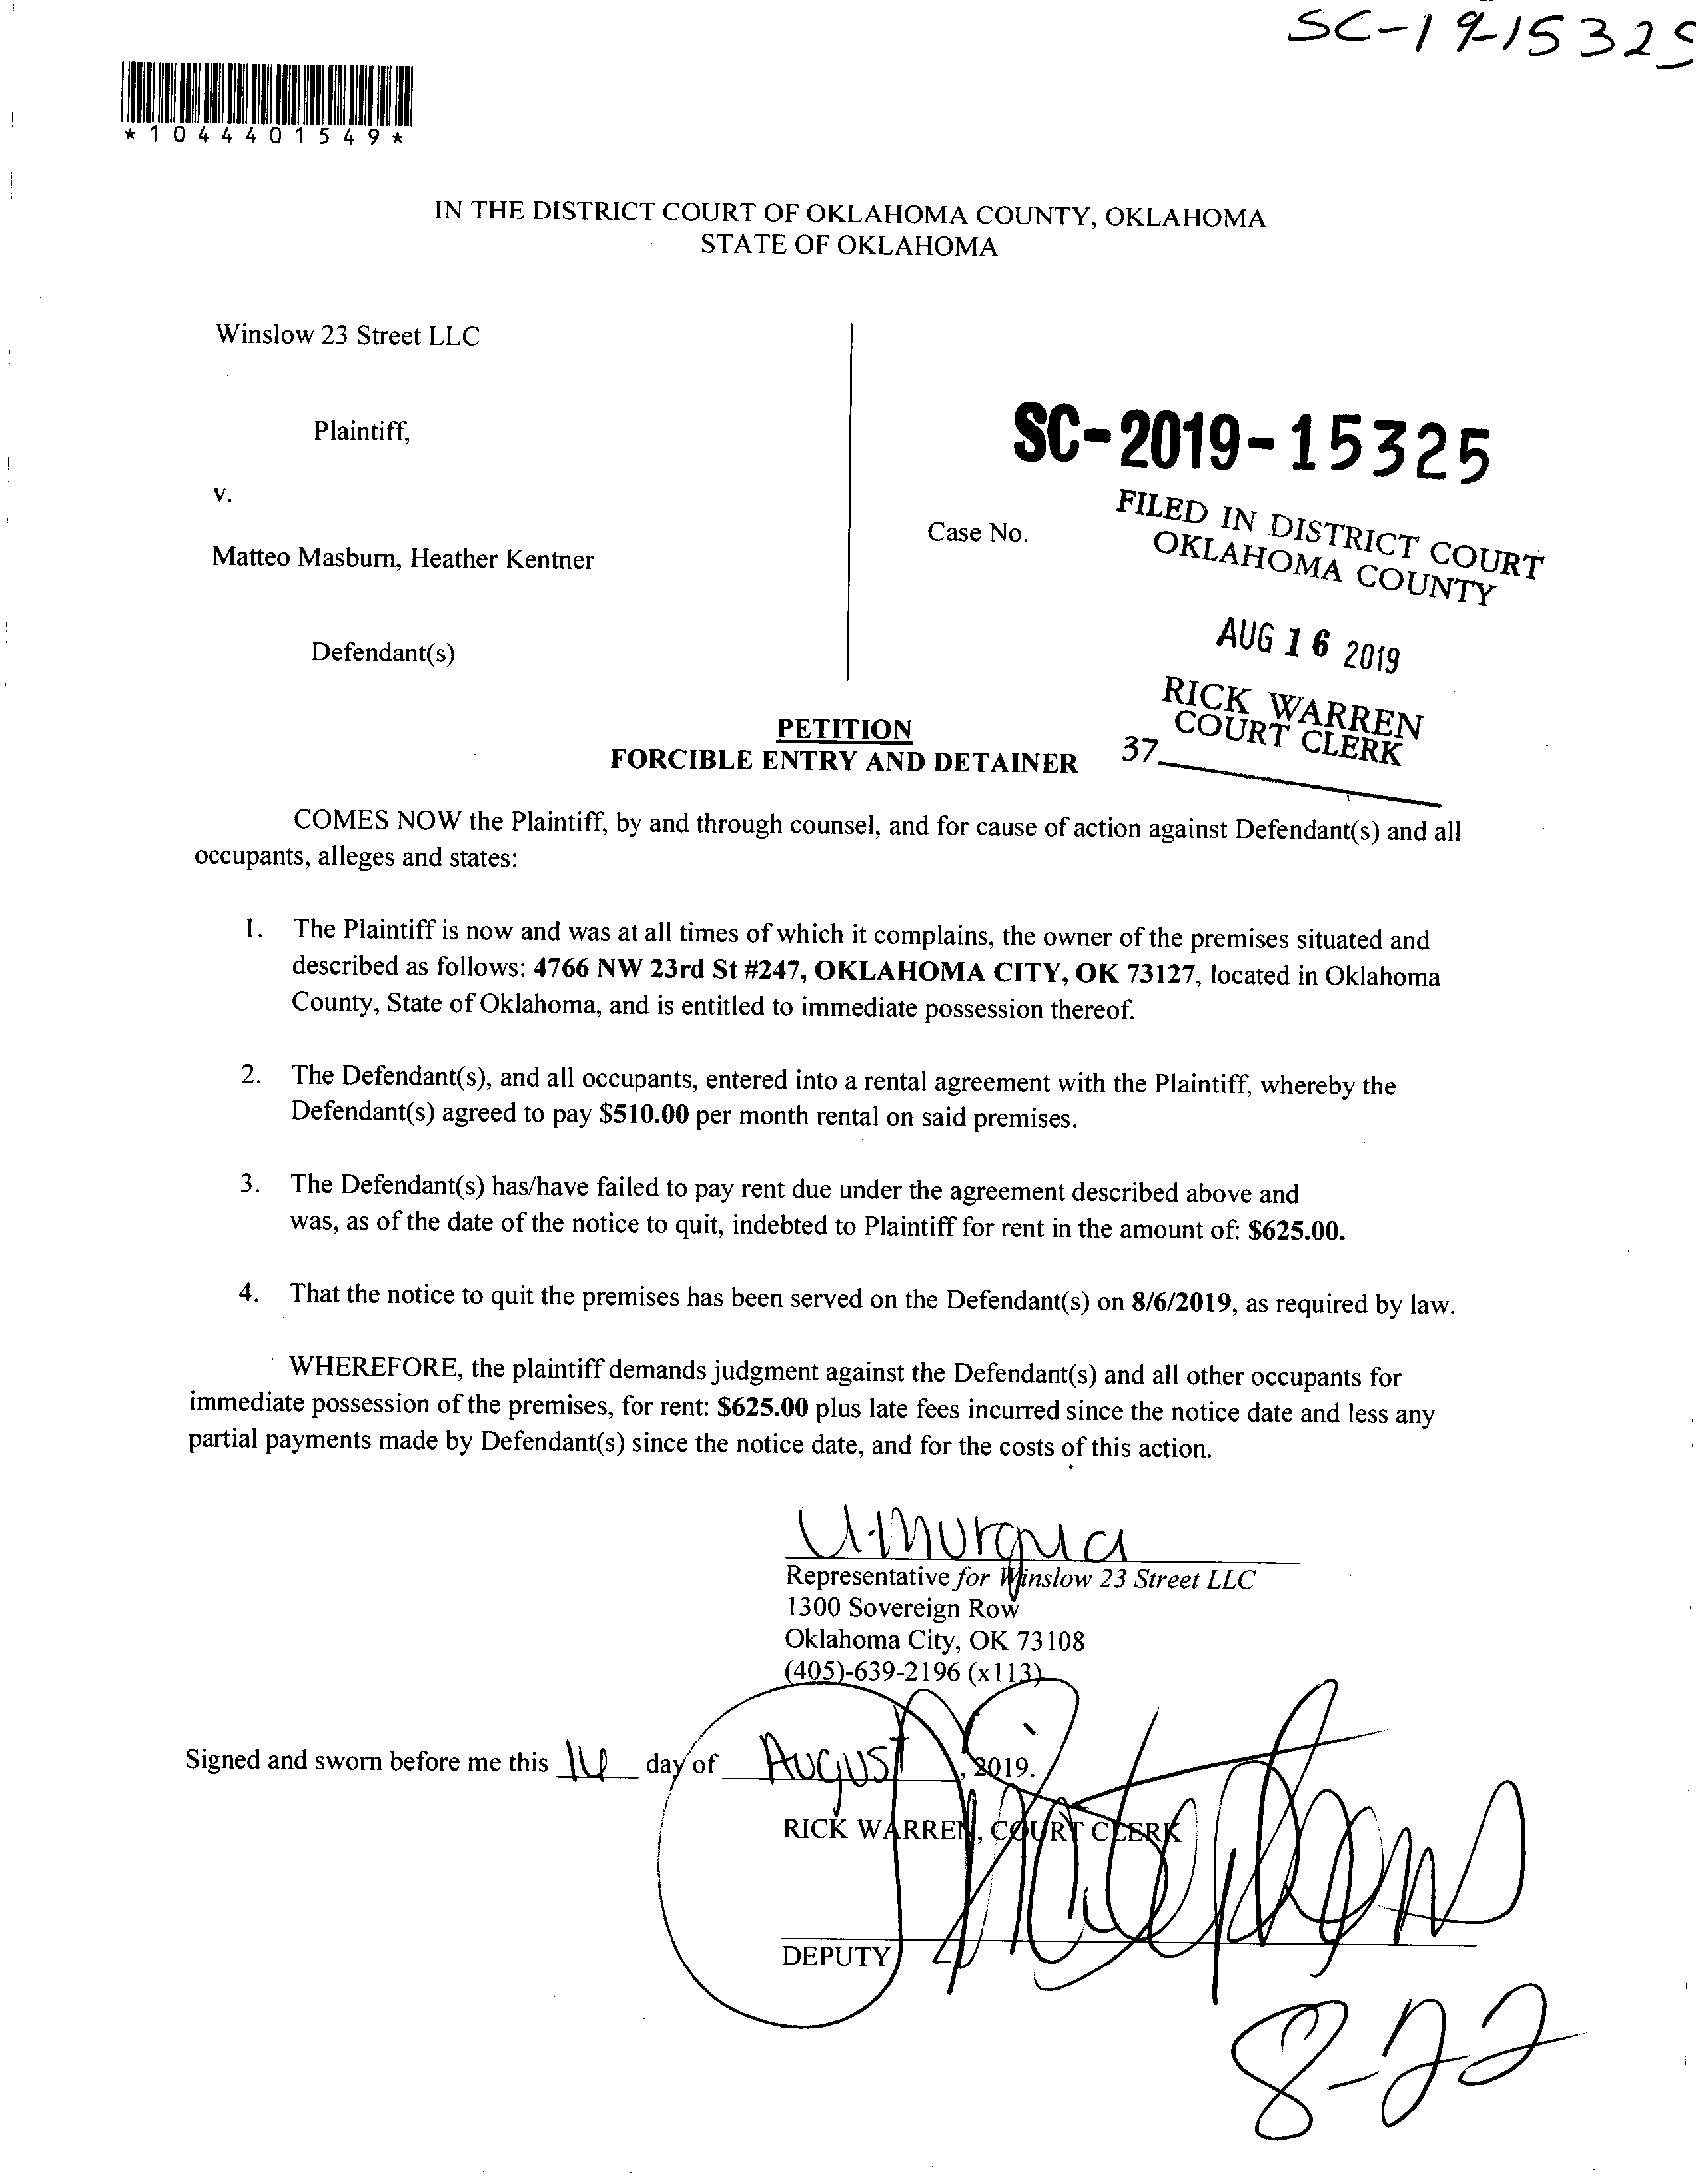 SC-19-15325
*1044401549*
IN THE DISTRICT COURT OF OKLAHOMA COUNTY, OKLAHOMA
STATE OF OKLAHOMA
Winslow 23 Street LLC
Plaintiff,
v.
Matteo Masburn, Heather Kentner
Defendant(s)
SC-2019-15325
Case No.
FILED IN DISTRICT COURT
OKLAHOMA COUNTY
AUG 16 2019
RICK WARREN
COURT CLERK
37
PETITION
FORCIBLE ENTRY AND DETAINER
COMES NOW the Plaintiff, by and through counsel, and for cause of action against Defendant(s) and all
occupants, alleges and states:
1. The Plaintiff is now and was at all times of which it complains, the owner of the premises situated and
described as follows: 4766 NW 23rd St #247, OKLAHOMA CITY, OK 73127, located in Oklahoma
County, State of Oklahoma, and is entitled to immediate possession thereof.
2. The Defendant(s), and all occupants, entered into a rental agreement with the Plaintiff, whereby the
Defendant(s) agreed to pay $510.00 per month rental on said premises.
3. The Defendant(s) has/have failed to pay rent due under the agreement described above and
was, as of the date of the notice to quit, indebted to Plaintiff for rent in the amount of: $625.00.
4. That the notice to quit the premises has been served on the Defendant(s) on 8/6/2019, as required by law.
WHEREFORE, the plaintiff demands judgment against the Defendant(s) and all other occupants for
immediate possession of the premises, for rent: $625.00 plus late fees incurred since the notice date and less any
partial payments made by Defendant(s) since the notice date, and for the costs of this action.
Representative for Winslow 23 Street LLC
1300 Sovereign Row
Oklahoma City, OK 73108
(405)-639-2196 (x113)
Signed and sworn before me this 16 day of August, 2019.
RICK WARREN, COURT CLERK
DEPUTY
8-22